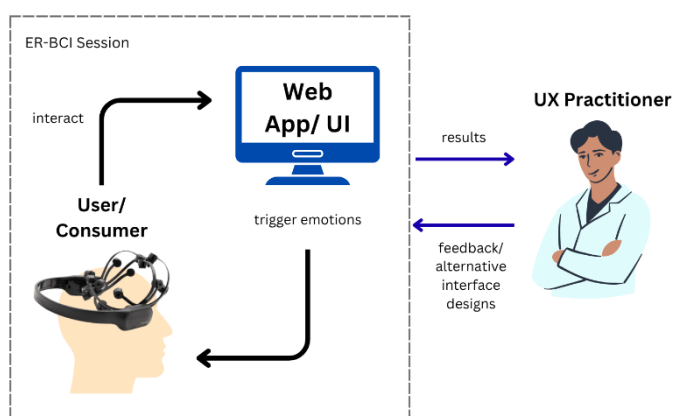 ER-BCI Session
interact
Web
App/ UI
User/
Consumer
trigger emotions
results
UX Practitioner
feedback/
alternative
interface
designs